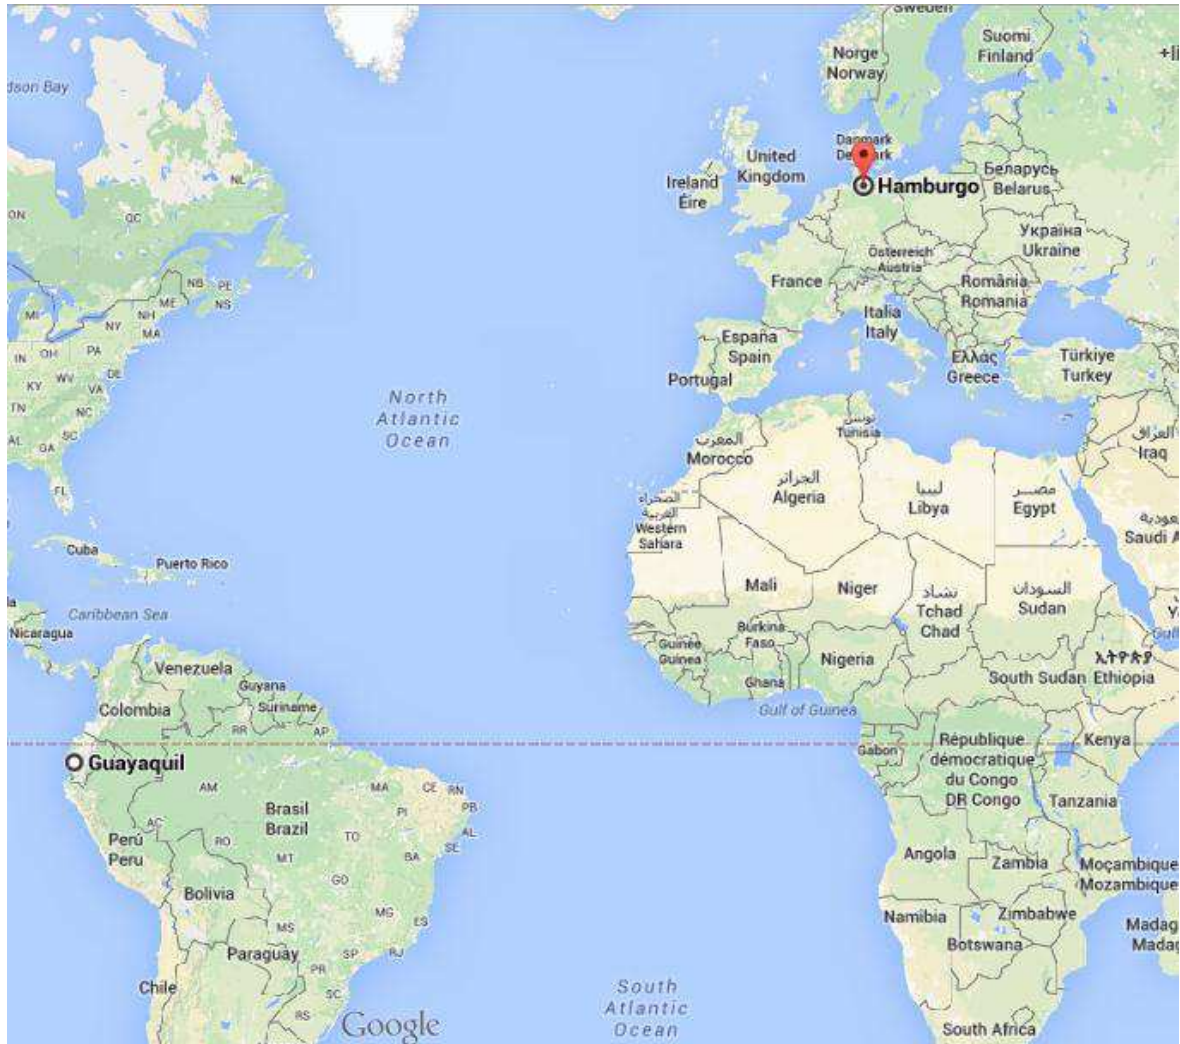 Sweden
Suomi
Finland
Norge
Norway
dson Bay
Danmark
United
Kingdom
Беларусь
Belarus
Ireland
Éire
Hamburgo
NL
ON
QC
Україна
Ukraine
Österreich
Austria
France
România
Romania
NB
PE
ME
NS
MI
NH
NY
MA
Italia
Italy
España
Spain
IN
OH
PA
Ελλάς
Greece
Türkiye
Turkey
DE
KY
WV
VA
Portugal
North
Atlantic
Ocean
TN
NC
تونس
Tunisia
AL
SC
GA
المغرب
Morocco
العراق
Iraq
الجزائر
Algeria
ليبيا
Libya
مصر
Egypt
FL
الصحراء
الغربية
Western
Sahara
عودية
Saudi A
Cuba
Puerto Rico
Mali
Niger
تشاد
Tchad
Chad
السودان
Sudan
Caribbean Sea
Nicaragua
Burkina
Faso
Guinée
Guinea
Nigeria
ኢትዮጵያ
Ethiopia
South Sudan
Venezuela
Guyana
Suriname
Ghana
Colombia
Gulf of Guinea
RR
AP
Gabon
République
démocratique
du Congo
DR Congo
Kenya
Guayaquil
AM
MA
CE
RN
PB
PI
AL
SE
Brasil
Brazil
Tanzania
AC
RO
TO
BA
MT
Perú
Peru
GO
Angola
Zambia
Moçambique
Mozambique
Bolivia
MG
ES
MS
Namibia
Zimbabwe
Botswana
Madag
Madag
Paraguay
SP
RJ
PR
Chile
SC
RS
South
Atlantic
Ocean
Google
South Africa